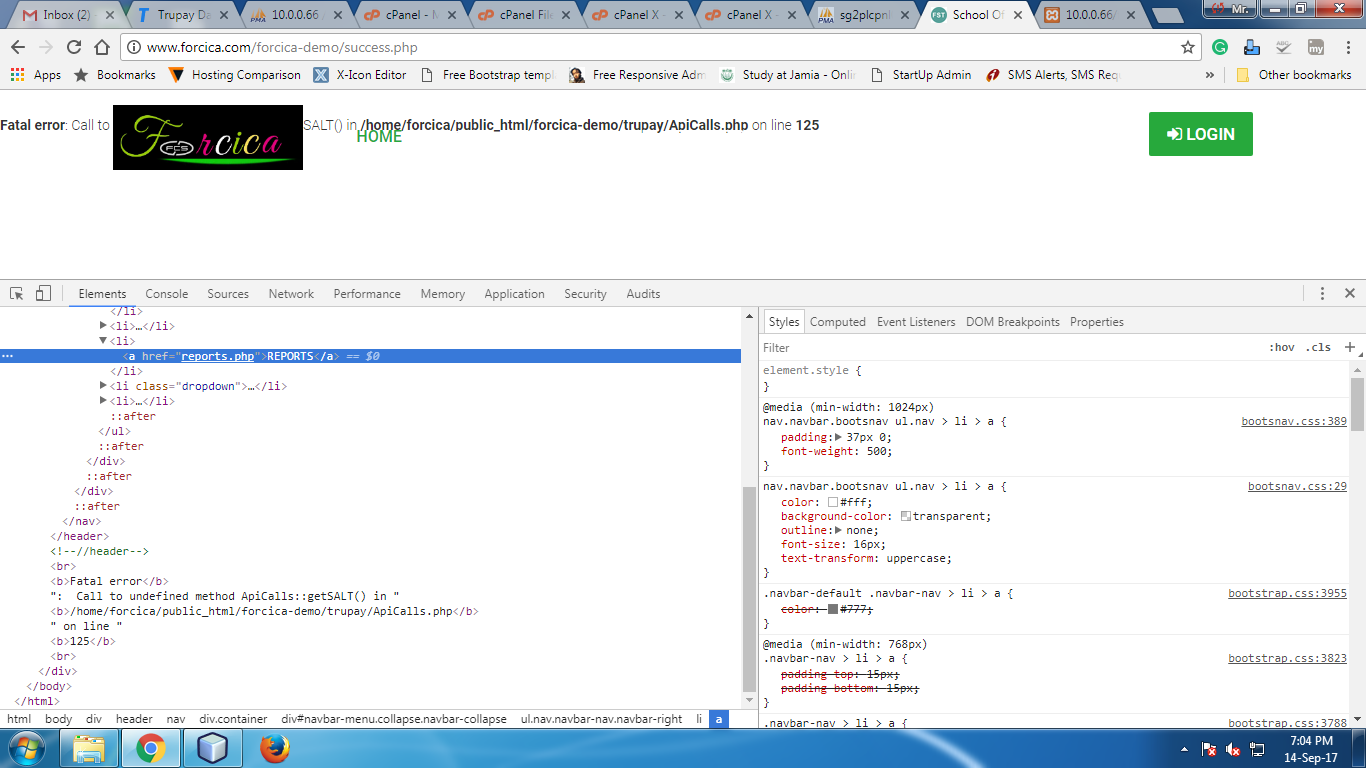 Inbox (2)
Trupay Da
10.0.0.66
cPanel - M
cPanel File
cPanel X -
cPanel X -
sg2plcpnl
School Of
10.0.0.66/
Mr.
www.forcica.com/forcica-demo/success.php
Apps
Bookmarks
Hosting Comparison
X-Icon Editor
Free Bootstrap temp
Free Responsive Adm
Study at Jamia - Onli
StartUp Admin
SMS Alerts, SMS Requ
»
Other bookmarks
Fatal error: Call to
Forcica
FCS
SALT() in /home/forcica/public_html/forcica-demo/trupay/ApiCalls.php on line 125
HOME
LOGIN
Elements Console Sources Network Performance Memory Application Security Audits
</li>
<li>…</li>
<li>
<a href="reports.php">REPORTS</a> == $0
</li>
<li class="dropdown">…</li>
<li>…</li>
::after
</ul>
::after
</div>
::after
</div>
::after
</nav>
</header>
<!--//header-->
<br>
<b>Fatal error</b>
":  Call to undefined method ApiCalls::getSALT() in "
<b>/home/forcica/public_html/forcica-demo/trupay/ApiCalls.php</b>
" on line "
<b>125</b>
<br>
</div>
</body>
</html>
html body div header nav div.container div#navbar-menu.collapse.navbar-collapse ul.nav.navbar-nav.navbar-right li a
Styles Computed Event Listeners DOM Breakpoints Properties
Filter
:hov .cls +
element.style {
}
@media (min-width: 1024px)
nav.navbar.bootsnav ul.nav > li > a {
bootsnav.css:389
padding: 37px 0;
font-weight: 500;
}
nav.navbar.bootsnav ul.nav > li > a {
bootsnav.css:29
color: #fff;
background-color: transparent;
outline: none;
font-size: 16px;
text-transform: uppercase;
}
.navbar-default .navbar-nav > li > a {
bootstrap.css:3955
color: #777;
}
@media (min-width: 768px)
.navbar-nav > li > a {
bootstrap.css:3823
padding-top: 15px;
padding-bottom: 15px;
}
.navbar-nav > li > a {
bootstrap.css:3788
7:04 PM
14-Sep-17